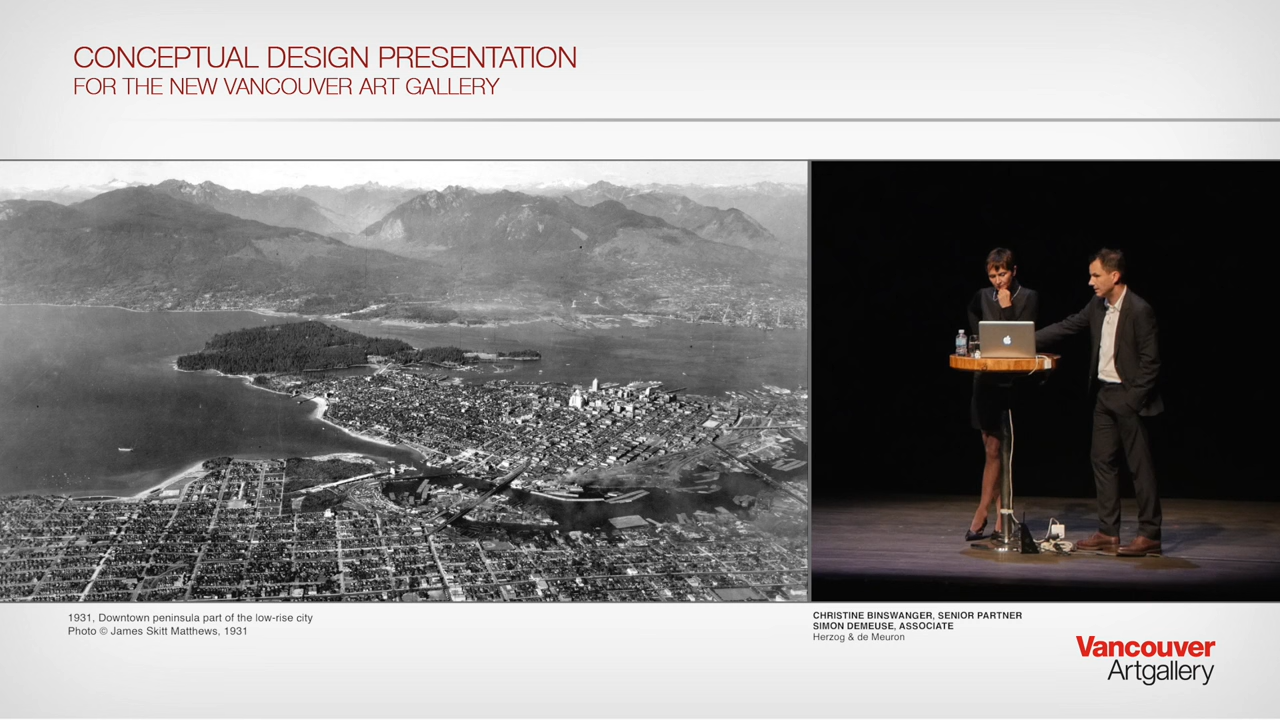 CONCEPTUAL DESIGN PRESENTATION
FOR THE NEW VANCOUVER ART GALLERY
1931, Downtown peninsula part of the low-rise city
Photo © James Skitt Matthews, 1931
CHRISTINE BINSWANGER, SENIOR PARTNER
SIMON DEMEUSE, ASSOCIATE
Herzog & de Meuron
Vancouver
Artgallery